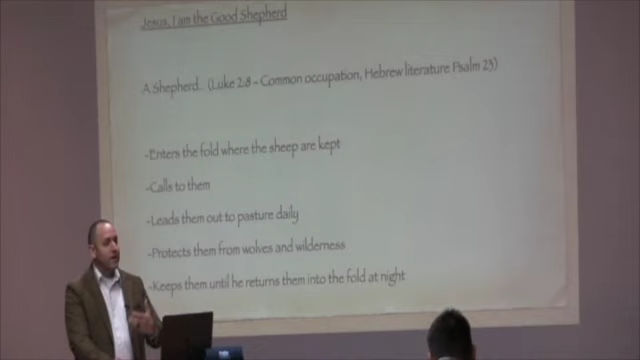 Jesus, I am the Good Shepherd
A Shepherd.. (Luke 2:8 - Common occupation, Hebrew literature Psalm 23)
-Enters the fold where the sheep are kept
-Calls to them
-Leads them out to pasture daily
-Protects them from wolves and wilderness
-Keeps them until he returns them into the fold at night